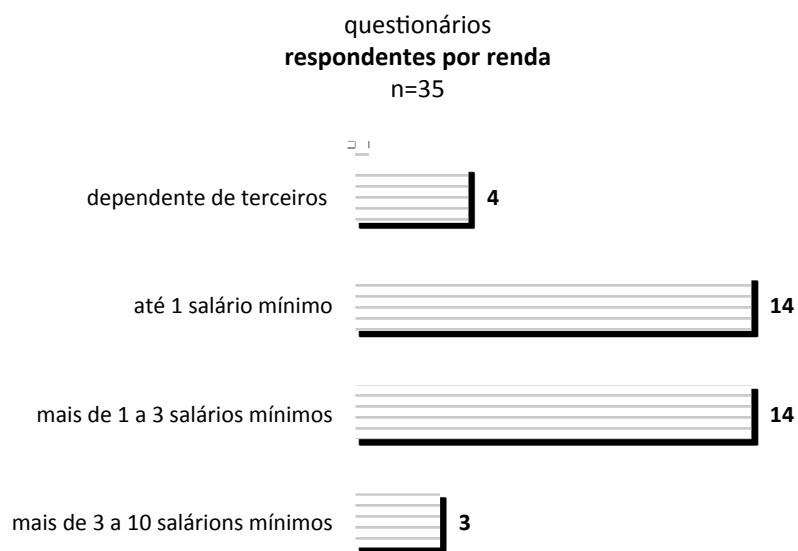 questionários
respondentes por renda
n=35
dependente de terceiros 4
até 1 salário mínimo 14
mais de 1 a 3 salários mínimos 14
mais de 3 a 10 salárions mínimos 3